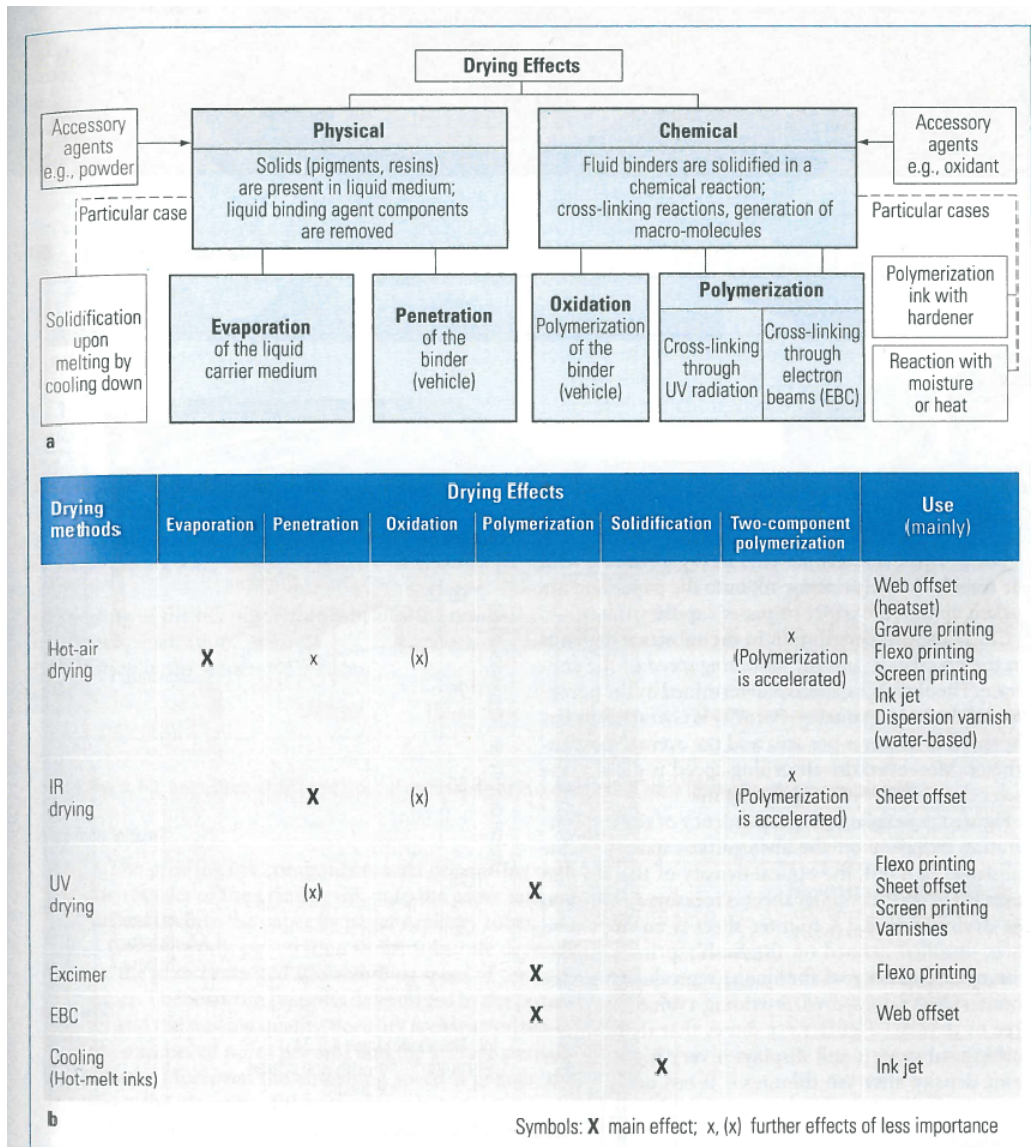 Drying Effects
Accessory
agents
e.g., powder
Physical
Solids (pigments, resins)
are present in liquid medium;
liquid binding agent components
are removed
Chemical
Fluid binders are solidified in a
chemical reaction;
cross-linking reactions, generation of
macro-molecules
Accessory
agents
e.g., oxidant
Particular case
Particular cases
Solidification
upon
melting by
cooling down
Evaporation
of the liquid
carrier medium
Penetration
of the
binder
(vehicle)
Oxidation
Polymerization
of the
binder
(vehicle)
Polymerization
Cross-linking
through
UV radiation
Cross-linking
through
electron
beams (EBC)
Polymerization
ink with
hardener
Reaction with
moisture
or heat
a
Drying
methods
Drying Effects
Evaporation
Penetration
Oxidation
Polymerization
Solidification
Two-component
polymerization
Use
(mainly)
Hot-air
drying
X
x
(x)
x
(Polymerization
is accelerated)
Web offset
(heatset)
Gravure printing
Flexo printing
Screen printing
Ink jet
Dispersion varnish
(water-based)
IR
drying
X
(x)
x
(Polymerization
is accelerated)
Sheet offset
UV
drying
(x)
X
Flexo printing
Sheet offset
Screen printing
Varnishes
Excimer
X
Flexo printing
EBC
X
Web offset
Cooling
(Hot-melt inks)
X
Ink jet
b
Symbols: X main effect; x, (x) further effects of less importance